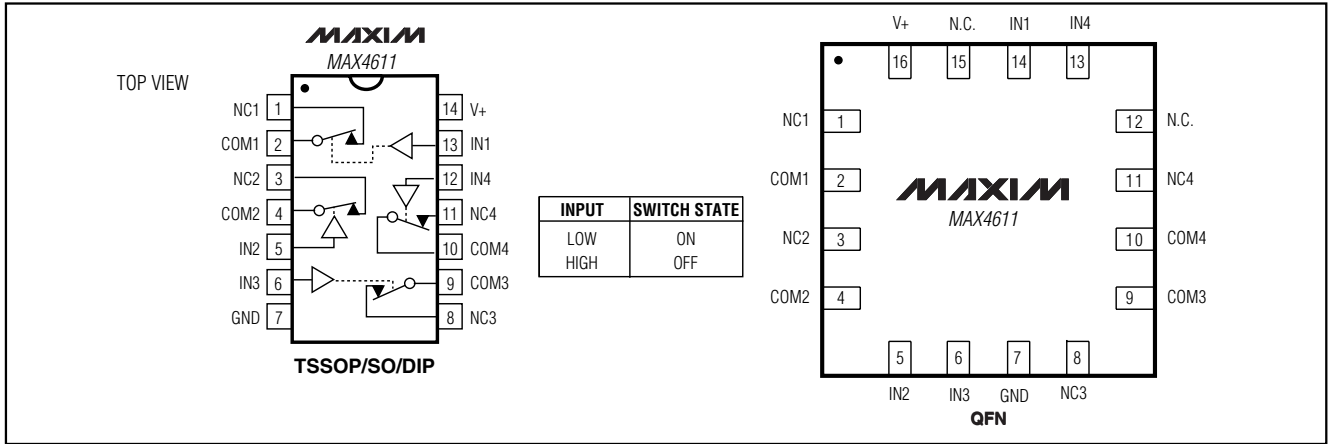 TOP VIEW
MAXIM
MAX4611
NC1 1
COM1 2
NC2 3
COM2 4
IN2 5
IN3 6
GND 7
14 V+
13 IN1
12 IN4
11 NC4
10 COM4
9 COM3
8 NC3
TSSOP/SO/DIP
INPUT SWITCH STATE
LOW ON
HIGH OFF
V+ N.C. IN1 IN4
16 15 14 13
NC1 1
COM1 2
NC2 3
COM2 4
MAXIM
MAX4611
12 N.C.
11 NC4
10 COM4
9 COM3
5 6 7 8
IN2 IN3 GND NC3
QFN